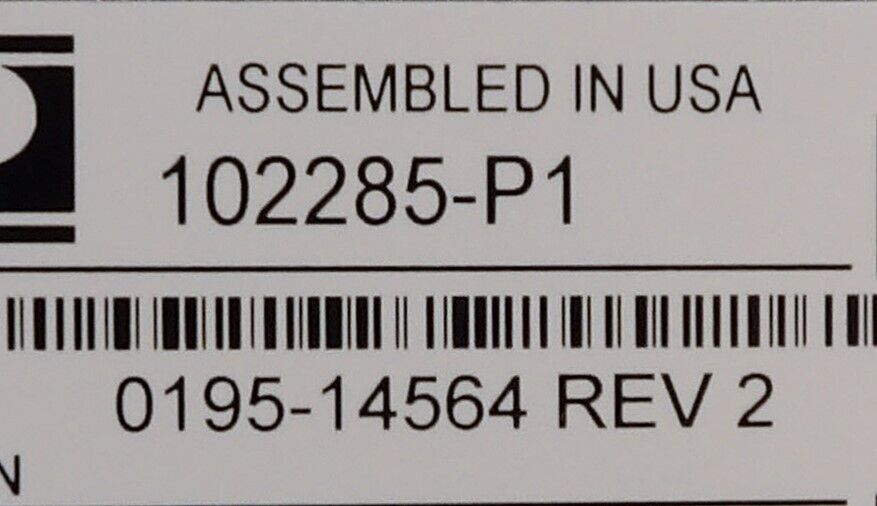 ASSEMBLED IN USA
102285-P1
0195-14564 REV 2
N